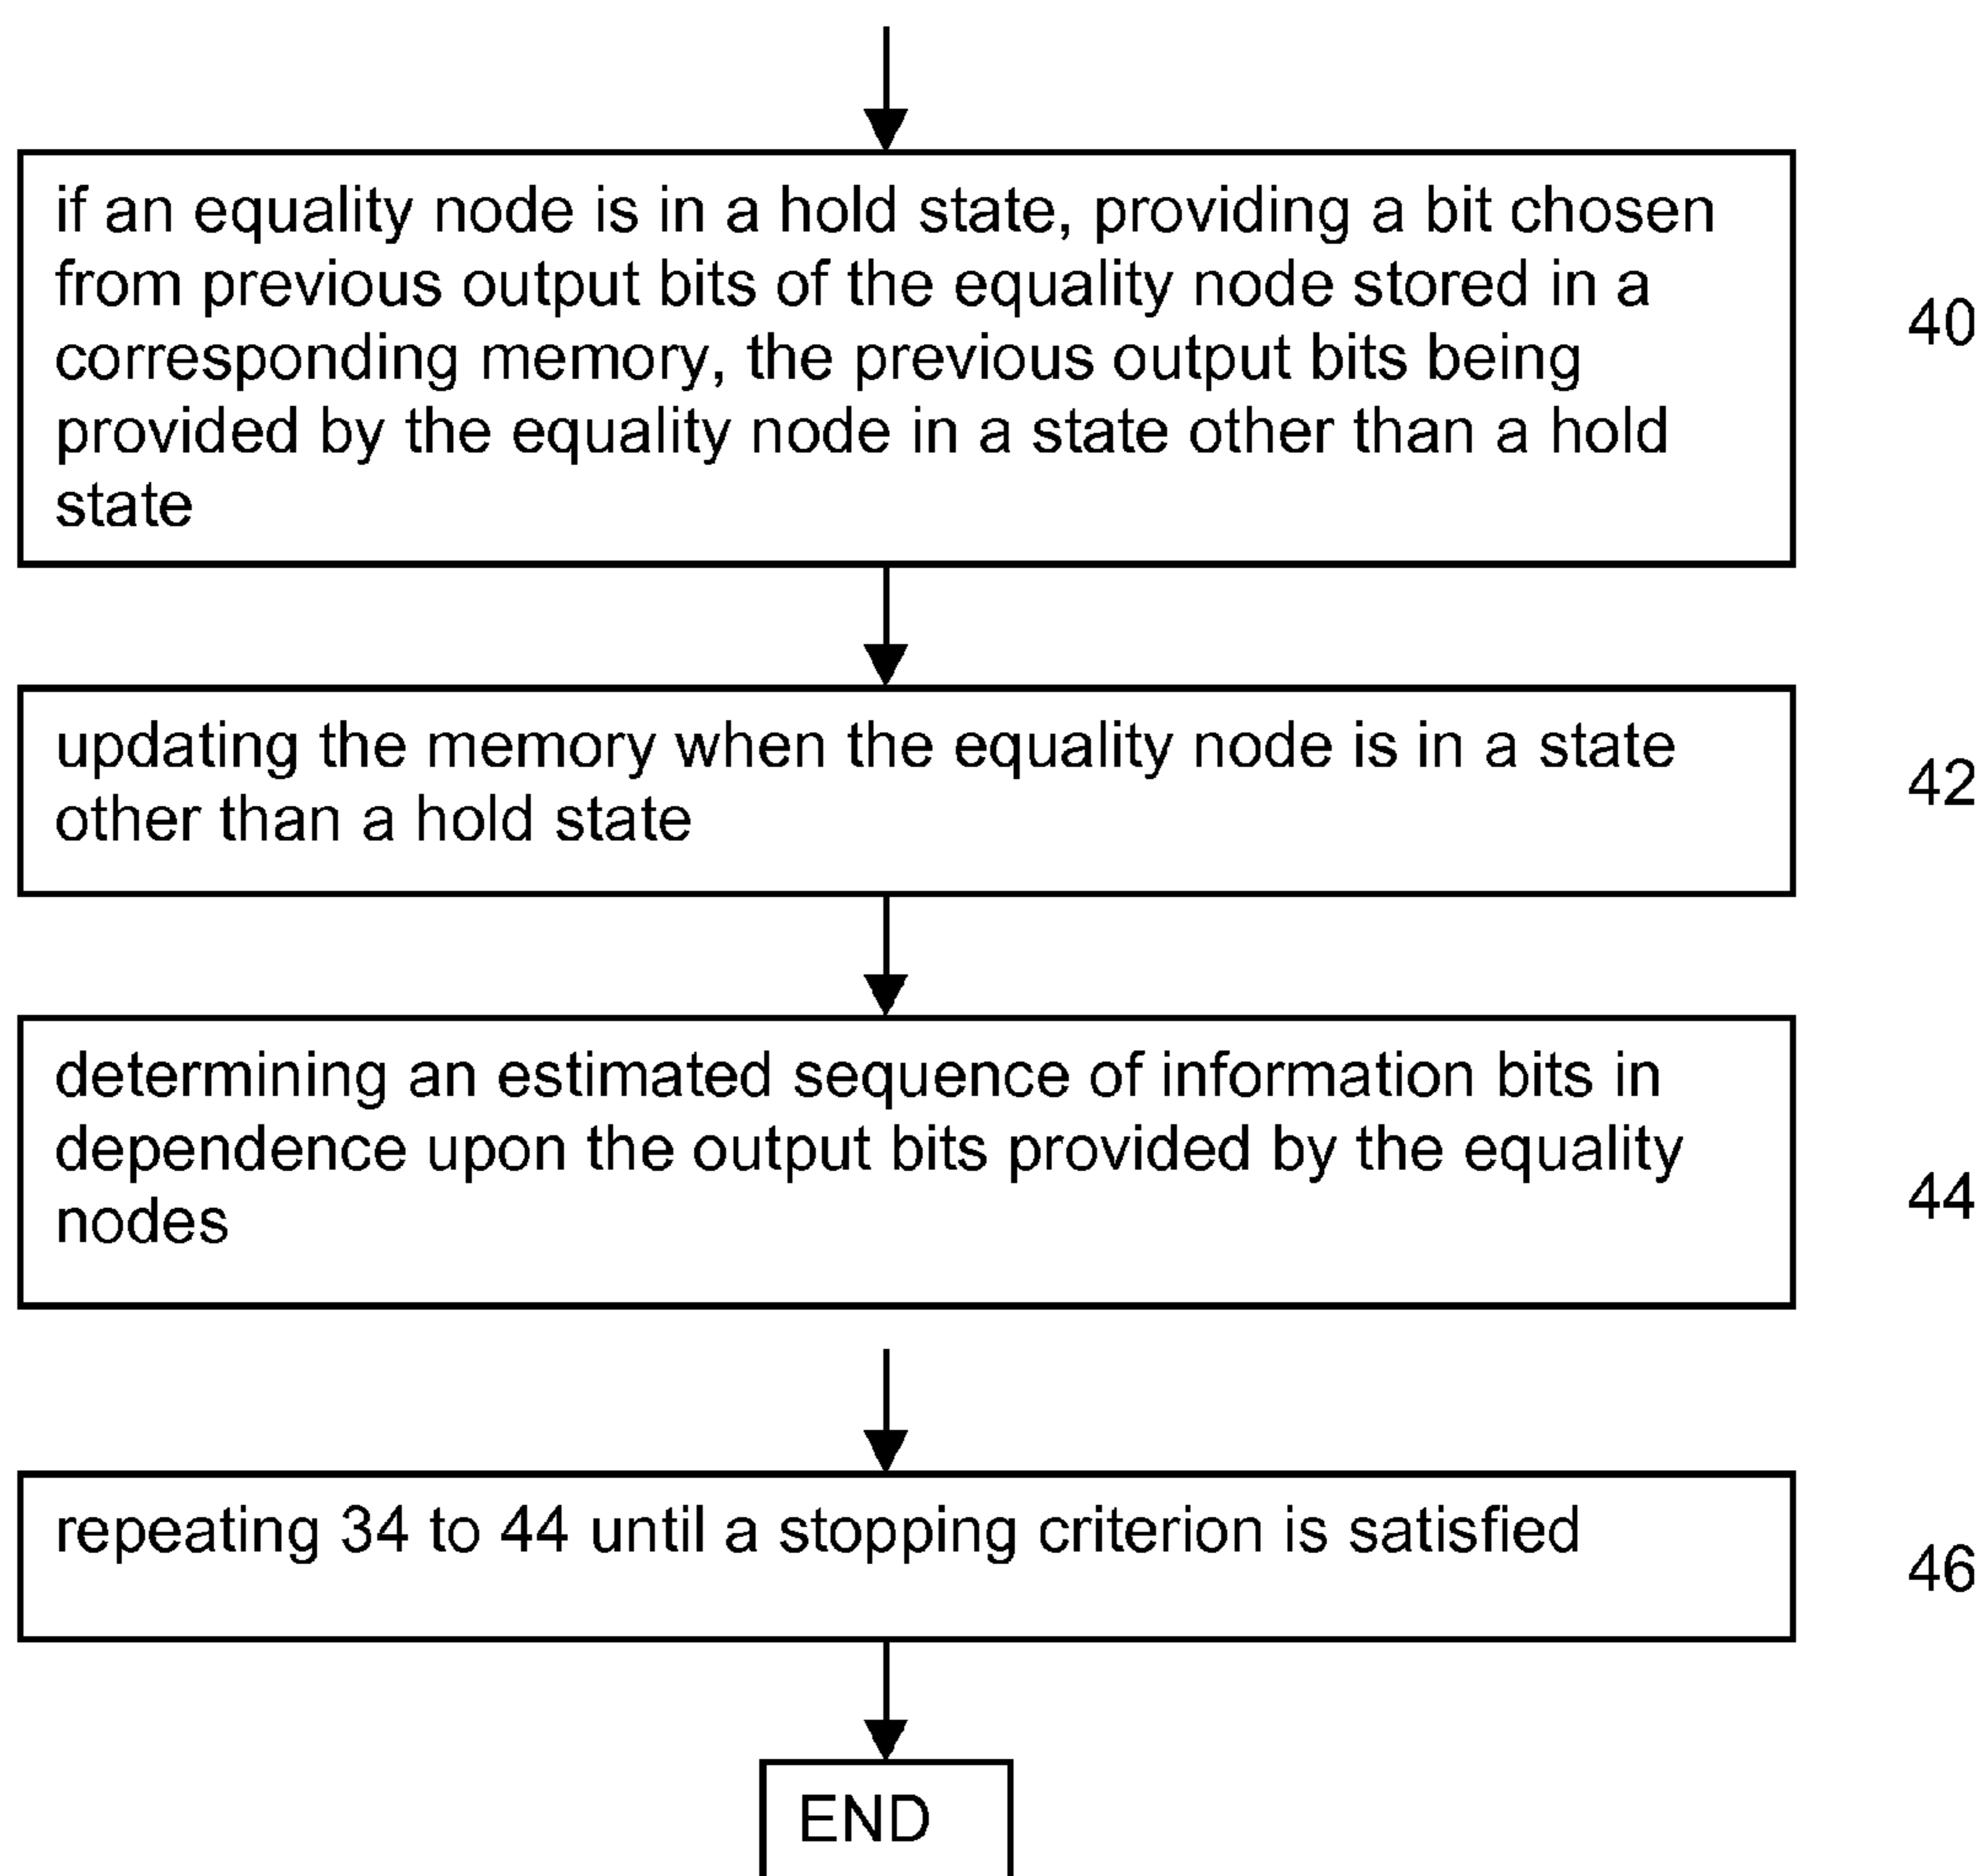 if an equality node is in a hold state, providing a bit chosen
from previous output bits of the equality node stored in a
corresponding memory, the previous output bits being
provided by the equality node in a state other than a hold
state
40
updating the memory when the equality node is in a state
other than a hold state
42
determining an estimated sequence of information bits in
dependence upon the output bits provided by the equality
nodes
44
repeating 34 to 44 until a stopping criterion is satisfied
46
END